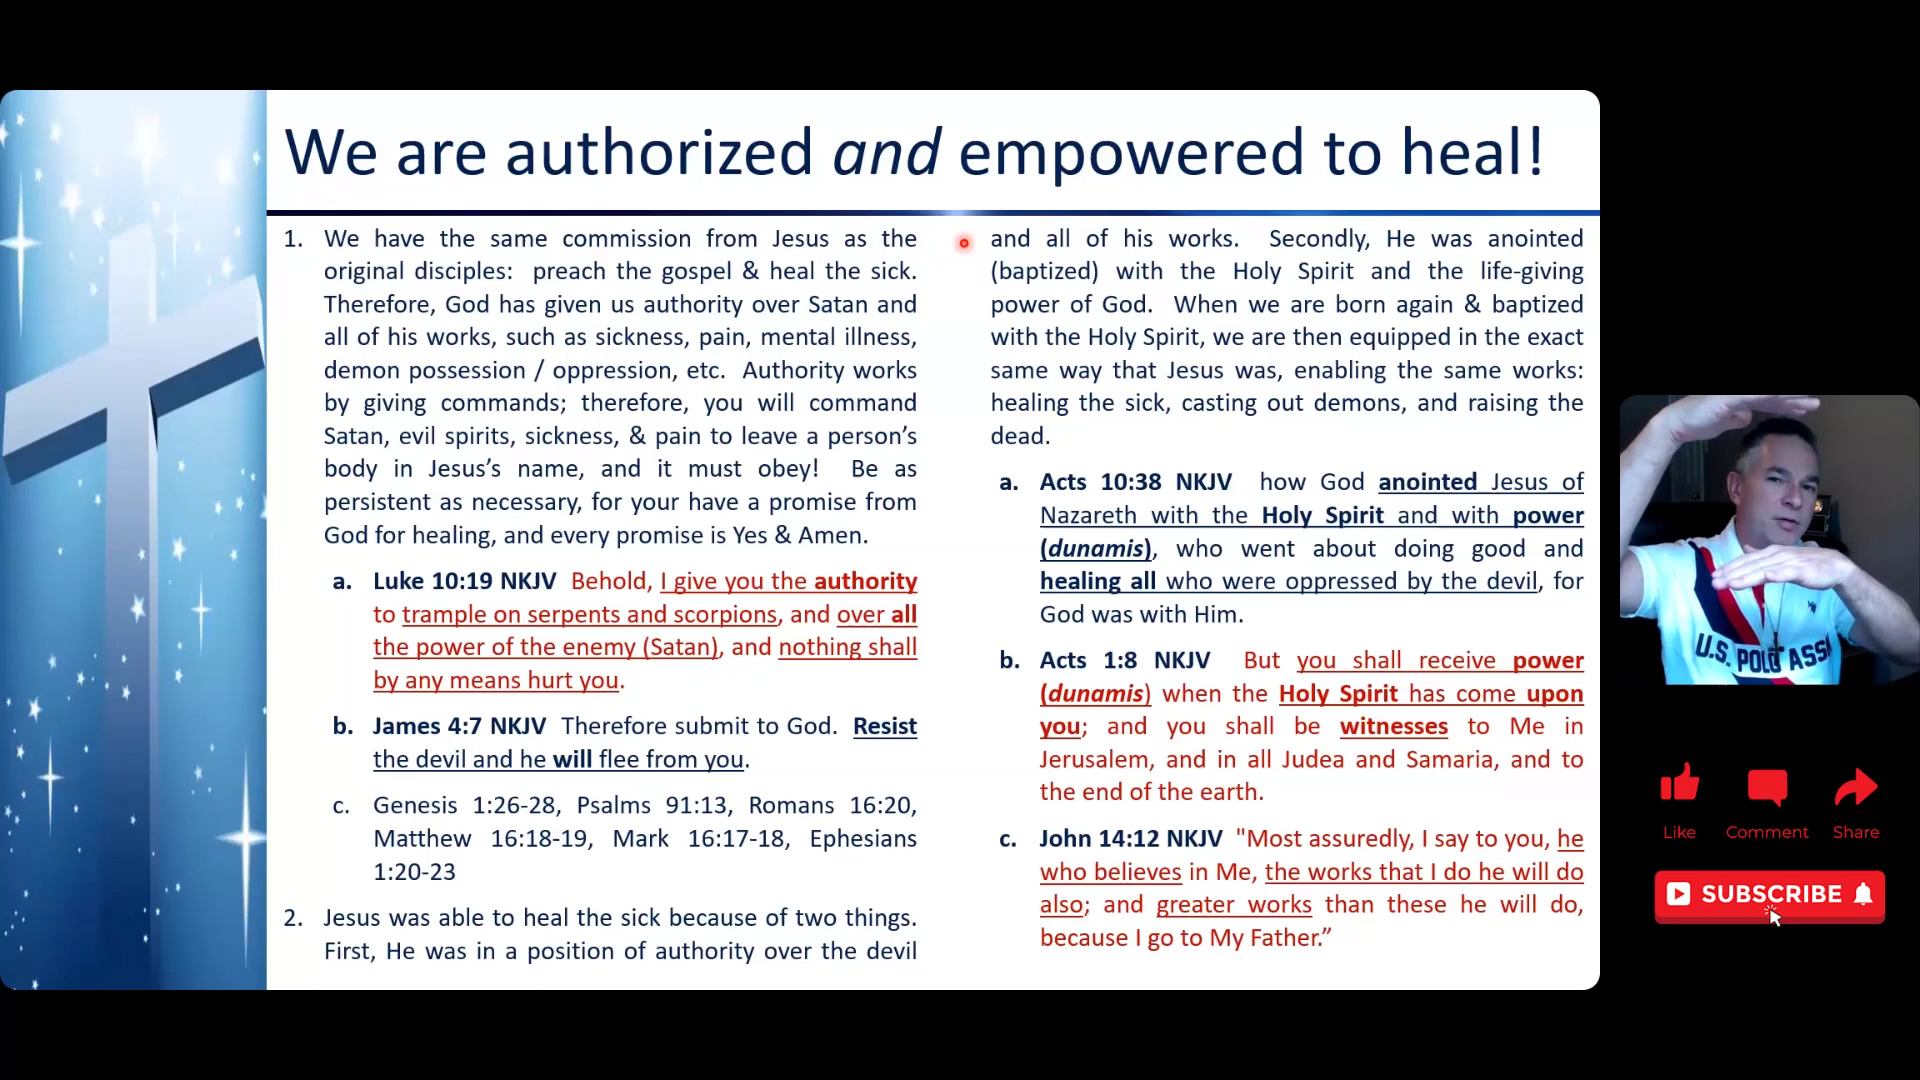 We are authorized and empowered to heal!
1. We have the same commission from Jesus as the
original disciples: preach the gospel & heal the sick.
Therefore, God has given us authority over Satan and
all of his works, such as sickness, pain, mental illness,
demon possession / oppression, etc. Authority works
by giving commands; therefore, you will command
Satan, evil spirits, sickness, & pain to leave a person's
body in Jesus's name, and it must obey! Be as
persistent as necessary, for your have a promise from
God for healing, and every promise is Yes & Amen.
a. Luke 10:19 NKJV Behold, I give you the authority
to trample on serpents and scorpions, and over all
the power of the enemy (Satan), and nothing shall
by any means hurt you.
b. James 4:7 NKJV Therefore submit to God. Resist
the devil and he will flee from you.
c. Genesis 1:26-28, Psalms 91:13, Romans 16:20,
Matthew 16:18-19, Mark 16:17-18, Ephesians
1:20-23
2. Jesus was able to heal the sick because of two things.
First, He was in a position of authority over the devil
and all of his works. Secondly, He was anointed
(baptized) with the Holy Spirit and the life-giving
power of God. When we are born again & baptized
with the Holy Spirit, we are then equipped in the exact
same way that Jesus was, enabling the same works:
healing the sick, casting out demons, and raising the
dead.
a. Acts 10:38 NKJV how God anointed Jesus of
Nazareth with the Holy Spirit and with power
(dunamis), who went about doing good and
healing all who were oppressed by the devil, for
God was with Him.
b. Acts 1:8 NKJV But you shall receive power
(dunamis) when the Holy Spirit has come upon
you; and you shall be witnesses to Me in
Jerusalem, and in all Judea and Samaria, and to
the end of the earth.
c. John 14:12 NKJV "Most assuredly, I say to you, he
who believes in Me, the works that I do he will do
also; and greater works than these he will do,
because I go to My Father.”
U.S. POLO ASSN
Like Comment Share
SUBSCRIBE